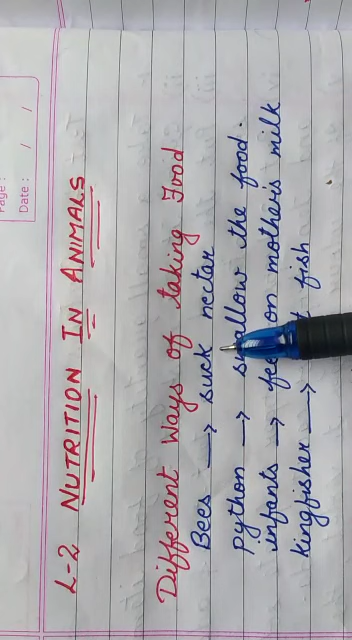 Page:
Date: / /
L-2 NUTRITION IN ANIMALS
Different Ways of taking Food
Bees → suck nectar
Python → swallow the food.
infants → feed on mother's milk
kingfisher → fish